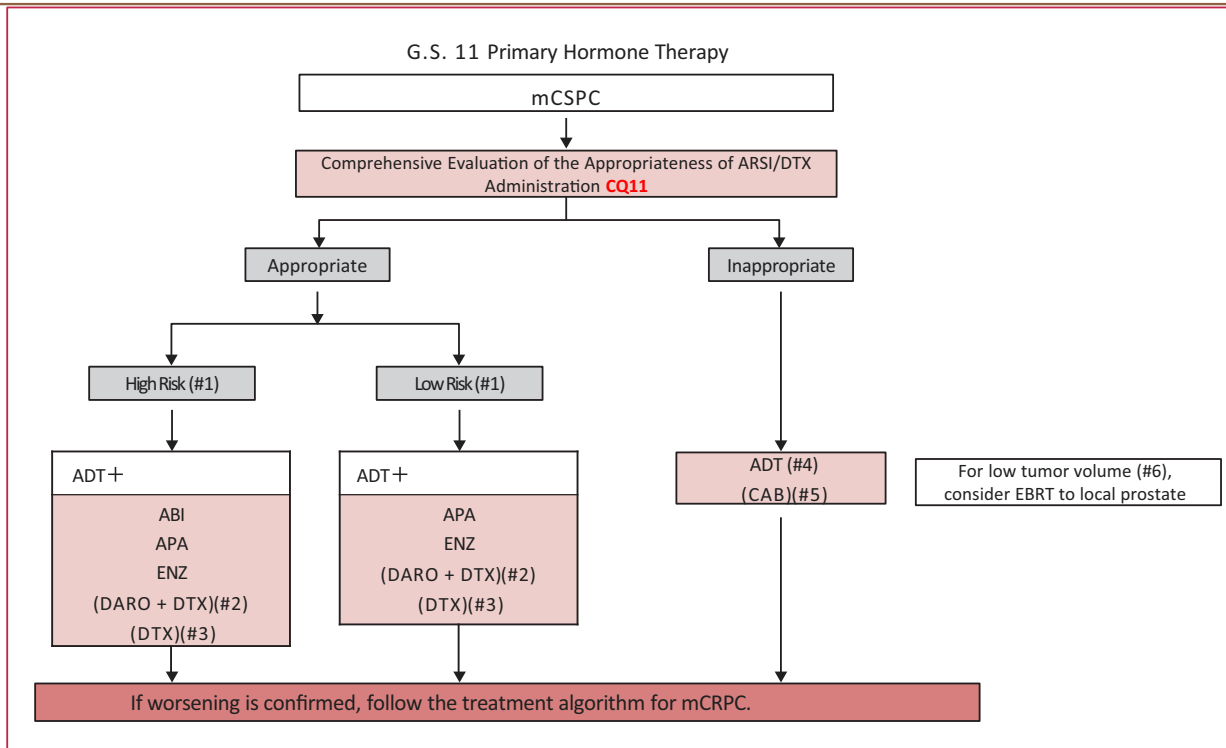 G.S. 11 Primary Hormone Therapy
mCSPC
Comprehensive Evaluation of the Appropriateness of ARSI/DTX
Administration CQ11
Appropriate
Inappropriate
High Risk (#1)
Low Risk (#1)
ADT+
ABI
APA
ENZ
(DARO + DTX)(#2)
(DTX)(#3)
ADT+
APA
ENZ
(DARO + DTX)(#2)
(DTX)(#3)
ADT (#4)
(CAB)(#5)
For low tumor volume (#6),
consider EBRT to local prostate
If worsening is confirmed, follow the treatment algorithm for mCRPC.